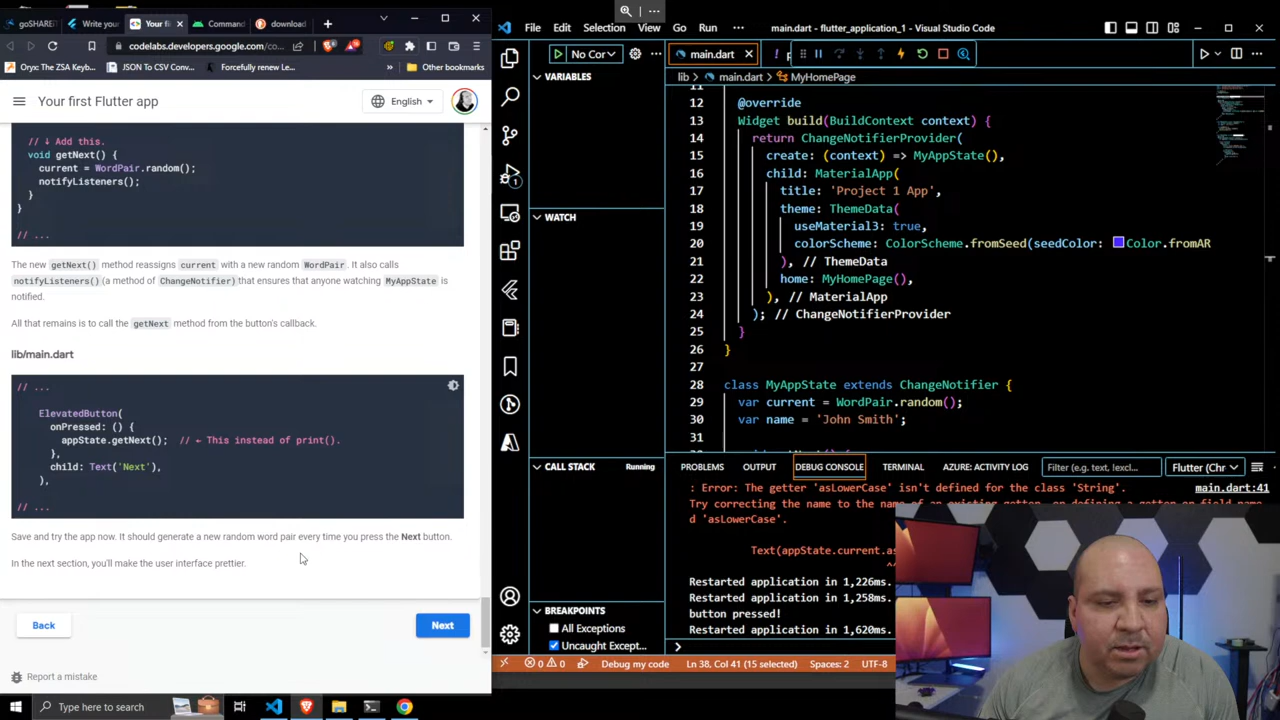 goSHARE
Write your
Your fi
Command
download
codelabs.developers.google.com/co...
Oryx: The ZSA Keyb...
JSON To CSV Conv...
Forcefully renew Le...
Other bookmarks
Your first Flutter app
English
// ↓ Add this.
void getNext() {
current = WordPair.random();
notifyListeners();
}
}
// ...
The new getNext() method reassigns current with a new random WordPair. It also calls
notifyListeners() (a method of ChangeNotifier) that ensures that anyone watching MyAppState is
notified.
All that remains is to call the getNext method from the button's callback.
lib/main.dart
// ...
ElevatedButton(
onPressed: () {
appState.getNext(); // ← This instead of print().
},
child: Text('Next'),
),
// ...
Save and try the app now. It should generate a new random word pair every time you press the Next button.
In the next section, you'll make the user interface prettier.
Back
Next
Report a mistake
File Edit Selection View Go Run ...
main.dart - flutter_application_1 - Visual Studio Code
No Cor
VARIABLES
WATCH
CALL STACK
Running
BREAKPOINTS
All Exceptions
Uncaught Except...
main.dart
lib > main.dart > MyHomePage
11
12 @override
13 Widget build(BuildContext context) {
14 return ChangeNotifierProvider(
15 create: (context) => MyAppState(),
16 child: MaterialApp(
17 title: 'Project 1 App',
18 theme: ThemeData(
19 useMaterial3: true,
20 colorScheme: ColorScheme.fromSeed(seedColor: Color.fromAR
21 ), // ThemeData
22 home: MyHomePage(),
23 ), // MaterialApp
24 ); // ChangeNotifierProvider
25 }
26 }
27
28 class MyAppState extends ChangeNotifier {
29 var current = WordPair.random();
30 var name = 'John Smith';
31
PROBLEMS OUTPUT DEBUG CONSOLE TERMINAL AZURE: ACTIVITY LOG
Filter (e.g. text, !excl...
Flutter (Chr
: Error: The getter 'asLowerCase' isn't defined for the class 'String'.
main.dart:41
Try correcting the name to the name of an existing getter, or defining a getter or field name
d 'asLowerCase'.
Text(appState.current.as
^^
Restarted application in 1,226ms.
Restarted application in 1,258ms.
button pressed!
Restarted application in 1,620ms.
0 0 Debug my code Ln 38, Col 41 (15 selected) Spaces: 2 UTF-8
Type here to search